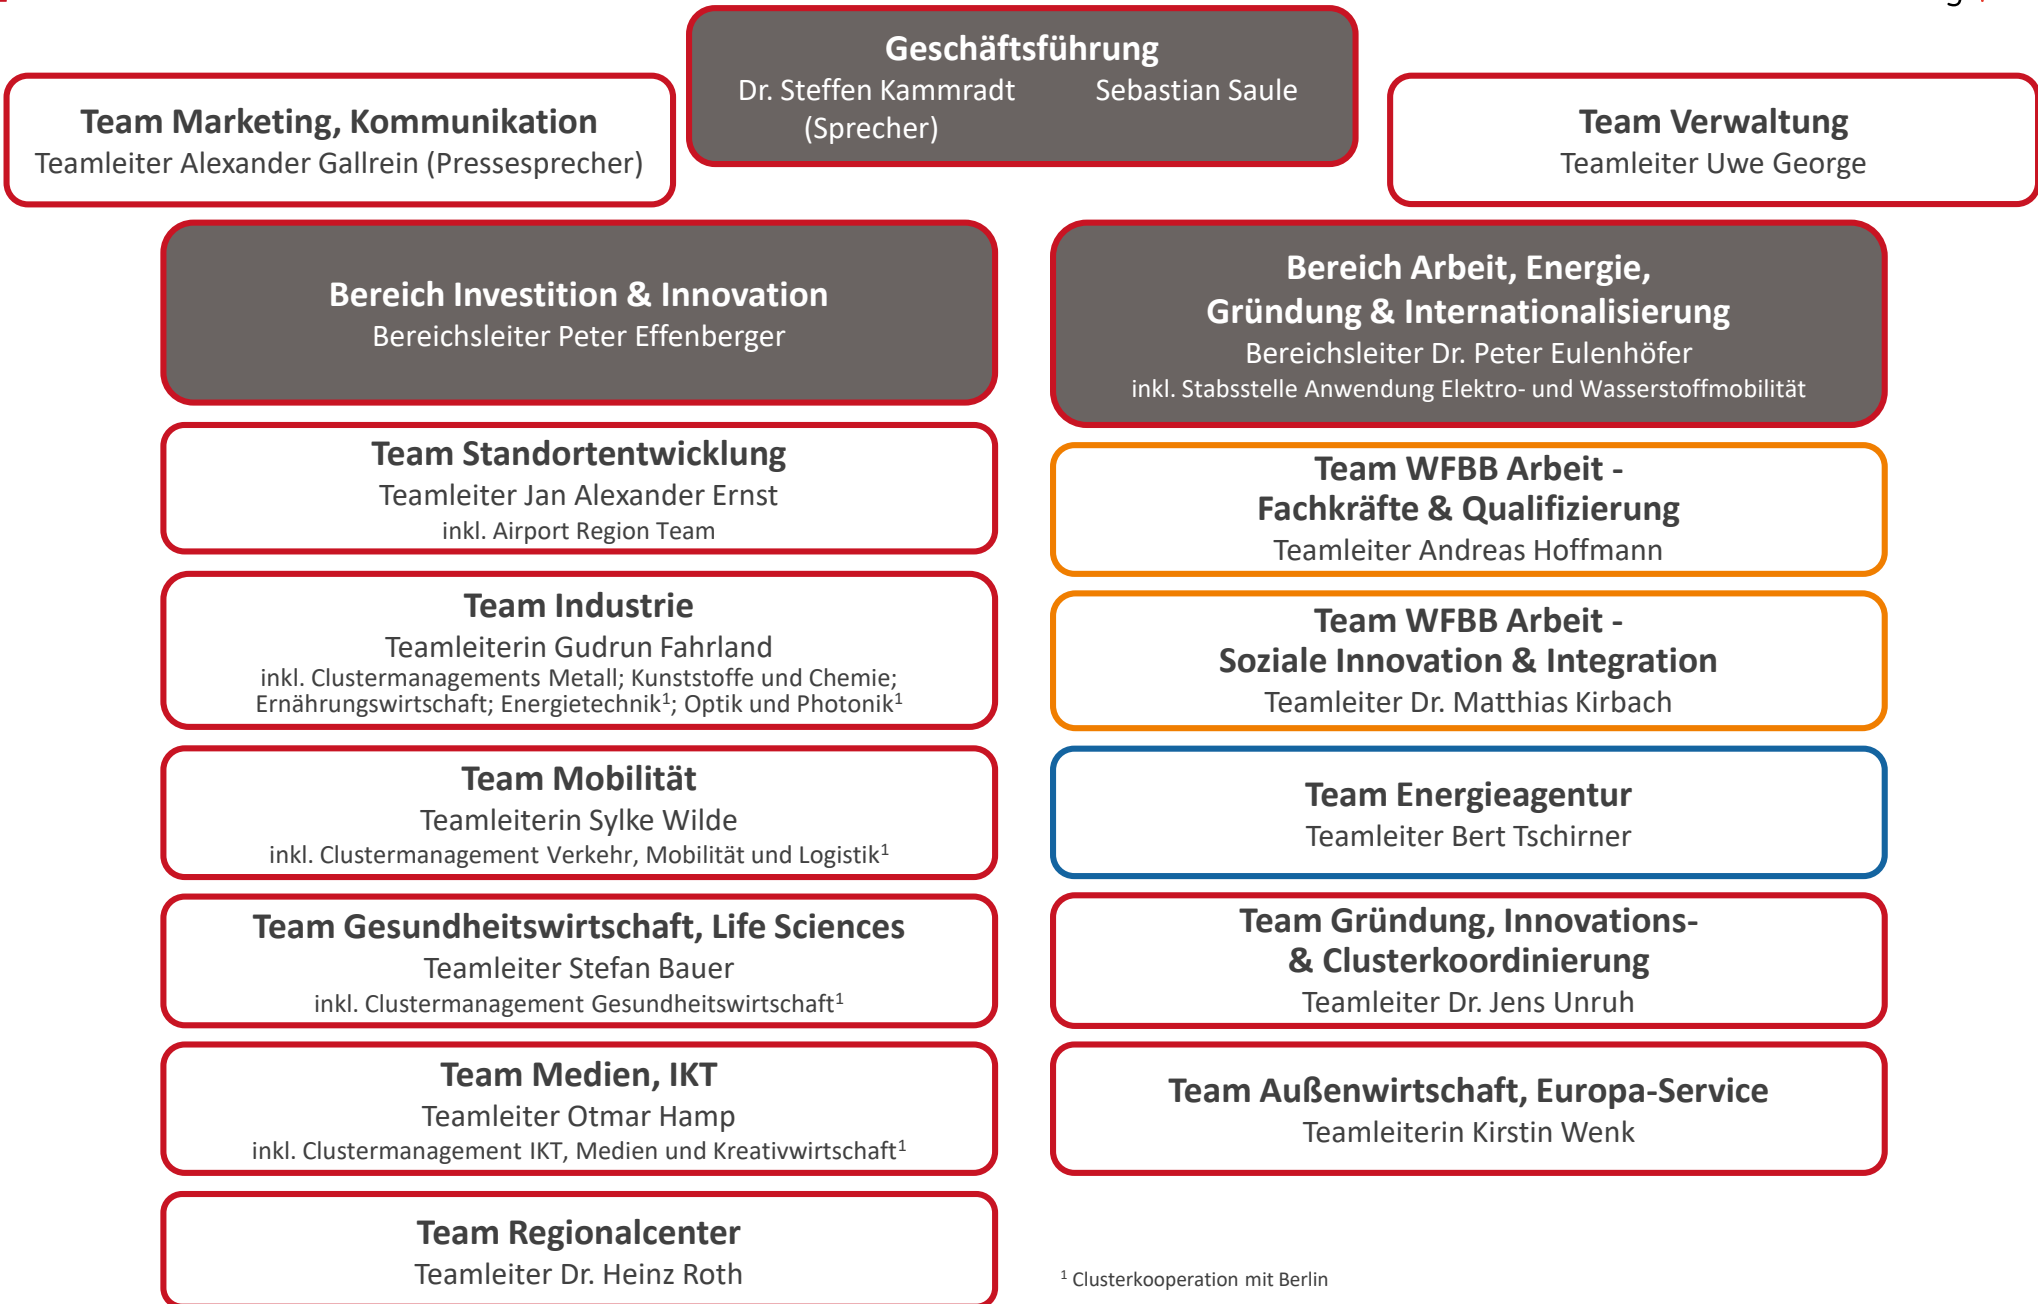 Geschäftsführung
Dr. Steffen Kammradt Sebastian Saule
(Sprecher)
Team Marketing, Kommunikation
Teamleiter Alexander Gallrein (Pressesprecher)
Team Verwaltung
Teamleiter Uwe George
Bereich Investition & Innovation
Bereichsleiter Peter Effenberger
Team Standortentwicklung
Teamleiter Jan Alexander Ernst
inkl. Airport Region Team
Team Industrie
Teamleiterin Gudrun Fahrland
inkl. Clustermanagements Metall; Kunststoffe und Chemie;
Ernährungswirtschaft; Energietechnik¹; Optik und Photonik¹
Team Mobilität
Teamleiterin Sylke Wilde
inkl. Clustermanagement Verkehr, Mobilität und Logistik¹
Team Gesundheitswirtschaft, Life Sciences
Teamleiter Stefan Bauer
inkl. Clustermanagement Gesundheitswirtschaft¹
Team Medien, IKT
Teamleiter Otmar Hamp
inkl. Clustermanagement IKT, Medien und Kreativwirtschaft¹
Team Regionalcenter
Teamleiter Dr. Heinz Roth
Bereich Arbeit, Energie,
Gründung & Internationalisierung
Bereichsleiter Dr. Peter Eulenhöfer
inkl. Stabsstelle Anwendung Elektro- und Wasserstoffmobilität
Team WFBB Arbeit -
Fachkräfte & Qualifizierung
Teamleiter Andreas Hoffmann
Team WFBB Arbeit -
Soziale Innovation & Integration
Teamleiter Dr. Matthias Kirbach
Team Energieagentur
Teamleiter Bert Tschirner
Team Gründung, Innovations-
& Clusterkoordinierung
Teamleiter Dr. Jens Unruh
Team Außenwirtschaft, Europa-Service
Teamleiterin Kirstin Wenk
¹ Clusterkooperation mit Berlin